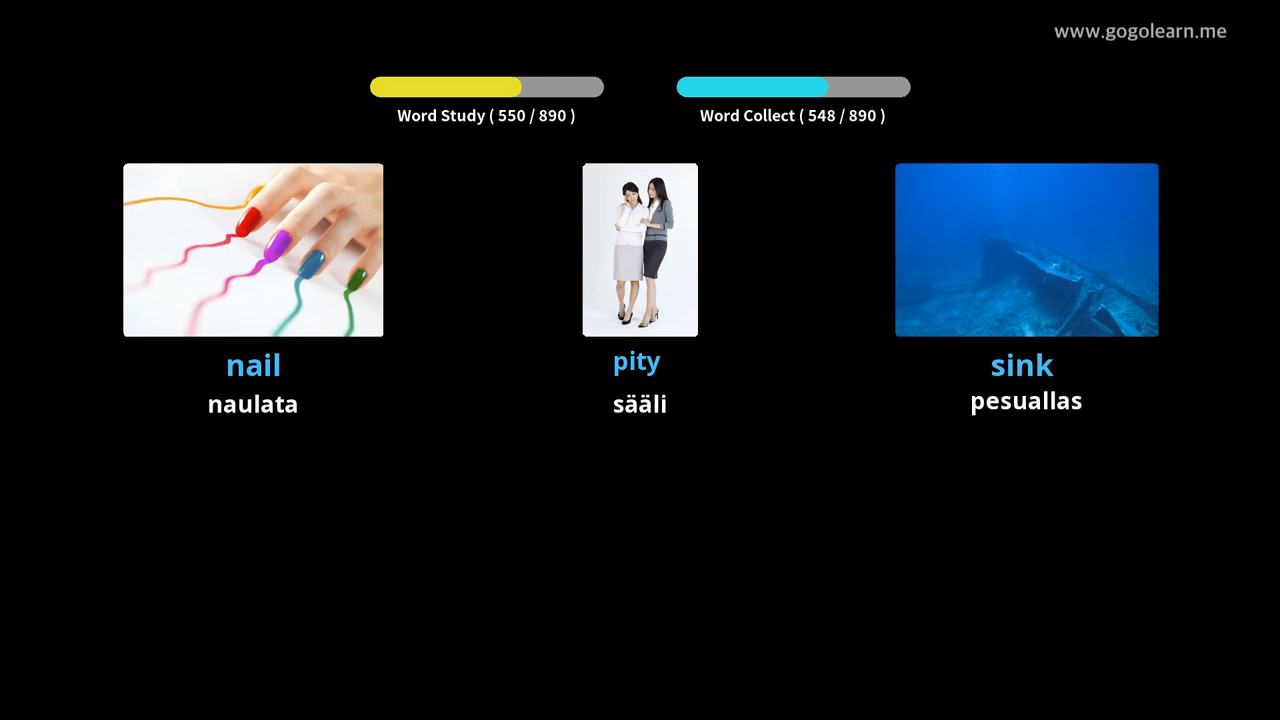 www.gogolearn.me
Word Study ( 550 / 890 )
Word Collect ( 548 / 890 )
nail
pity
sink
naulata
sääli
pesuallas